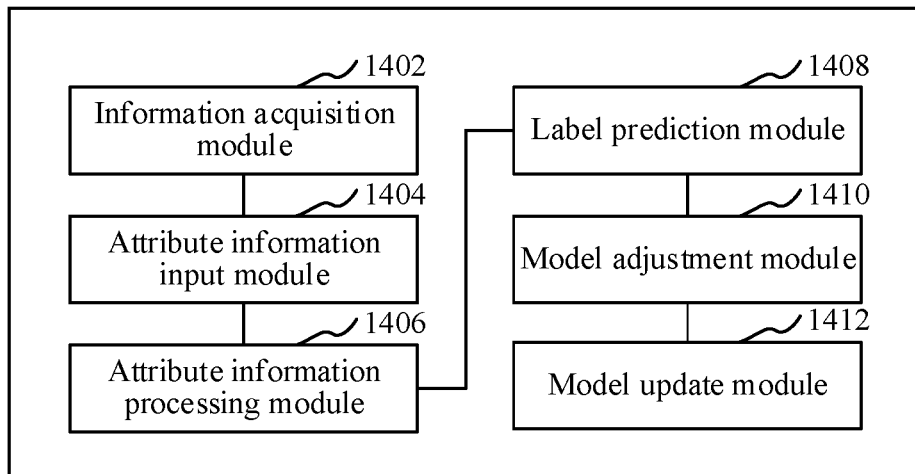 1402
Information acquisition
module
1404
Attribute information
input module
1406
Attribute information
processing module
1408
Label prediction module
1410
Model adjustment module
1412
Model update module